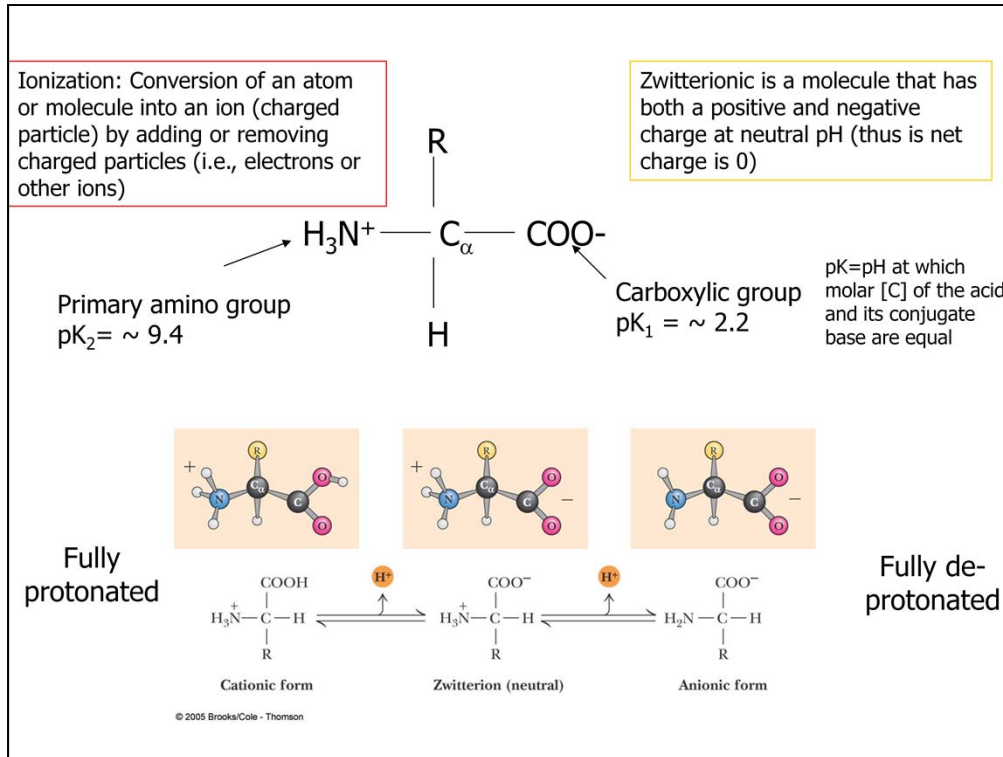 Ionization: Conversion of an atom
or molecule into an ion (charged
particle) by adding or removing
charged particles (i.e., electrons or
other ions)
Zwitterionic is a molecule that has
both a positive and negative
charge at neutral pH (thus is net
charge is 0)
R
H₃N⁺ Cα COO-
H
Primary amino group
pK₂= ~ 9.4
Carboxylic group
pK₁ = ~ 2.2
pK=pH at which
molar [C] of the acid
and its conjugate
base are equal
Fully
protonated
+ R N Cα C O O
+ R N Cα C O O −
R N Cα C O O −
Fully de-
protonated
COOH H⁺ COO⁻ H⁺ COO⁻
H₃N⁺—C—H H₃N⁺—C—H H₂N—C—H
R R R
Cationic form Zwitterion (neutral) Anionic form
© 2005 Brooks/Cole - Thomson